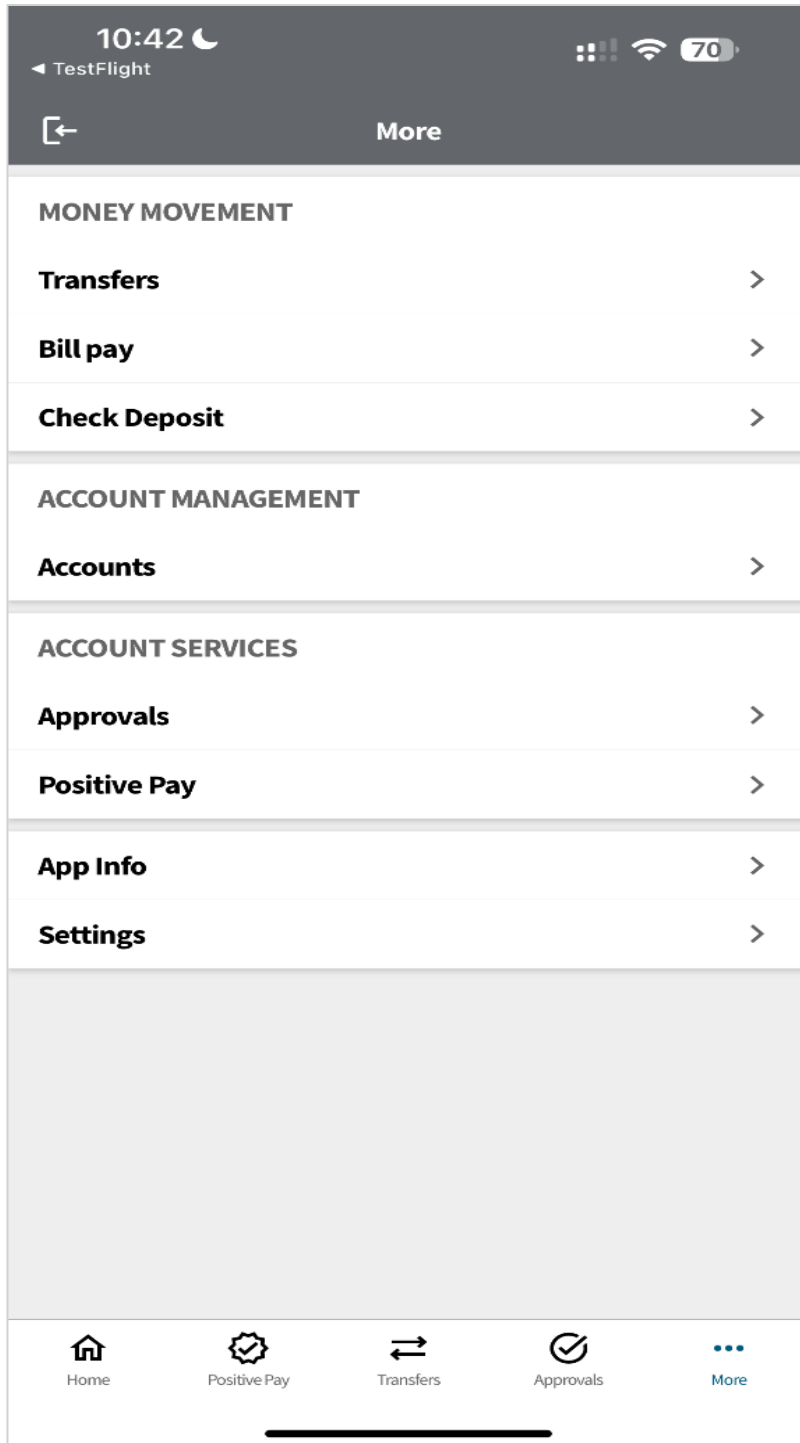 10:42
◄ TestFlight
70
More
MONEY MOVEMENT
Transfers
Bill pay
Check Deposit
ACCOUNT MANAGEMENT
Accounts
ACCOUNT SERVICES
Approvals
Positive Pay
App Info
Settings
Home Positive Pay Transfers Approvals More